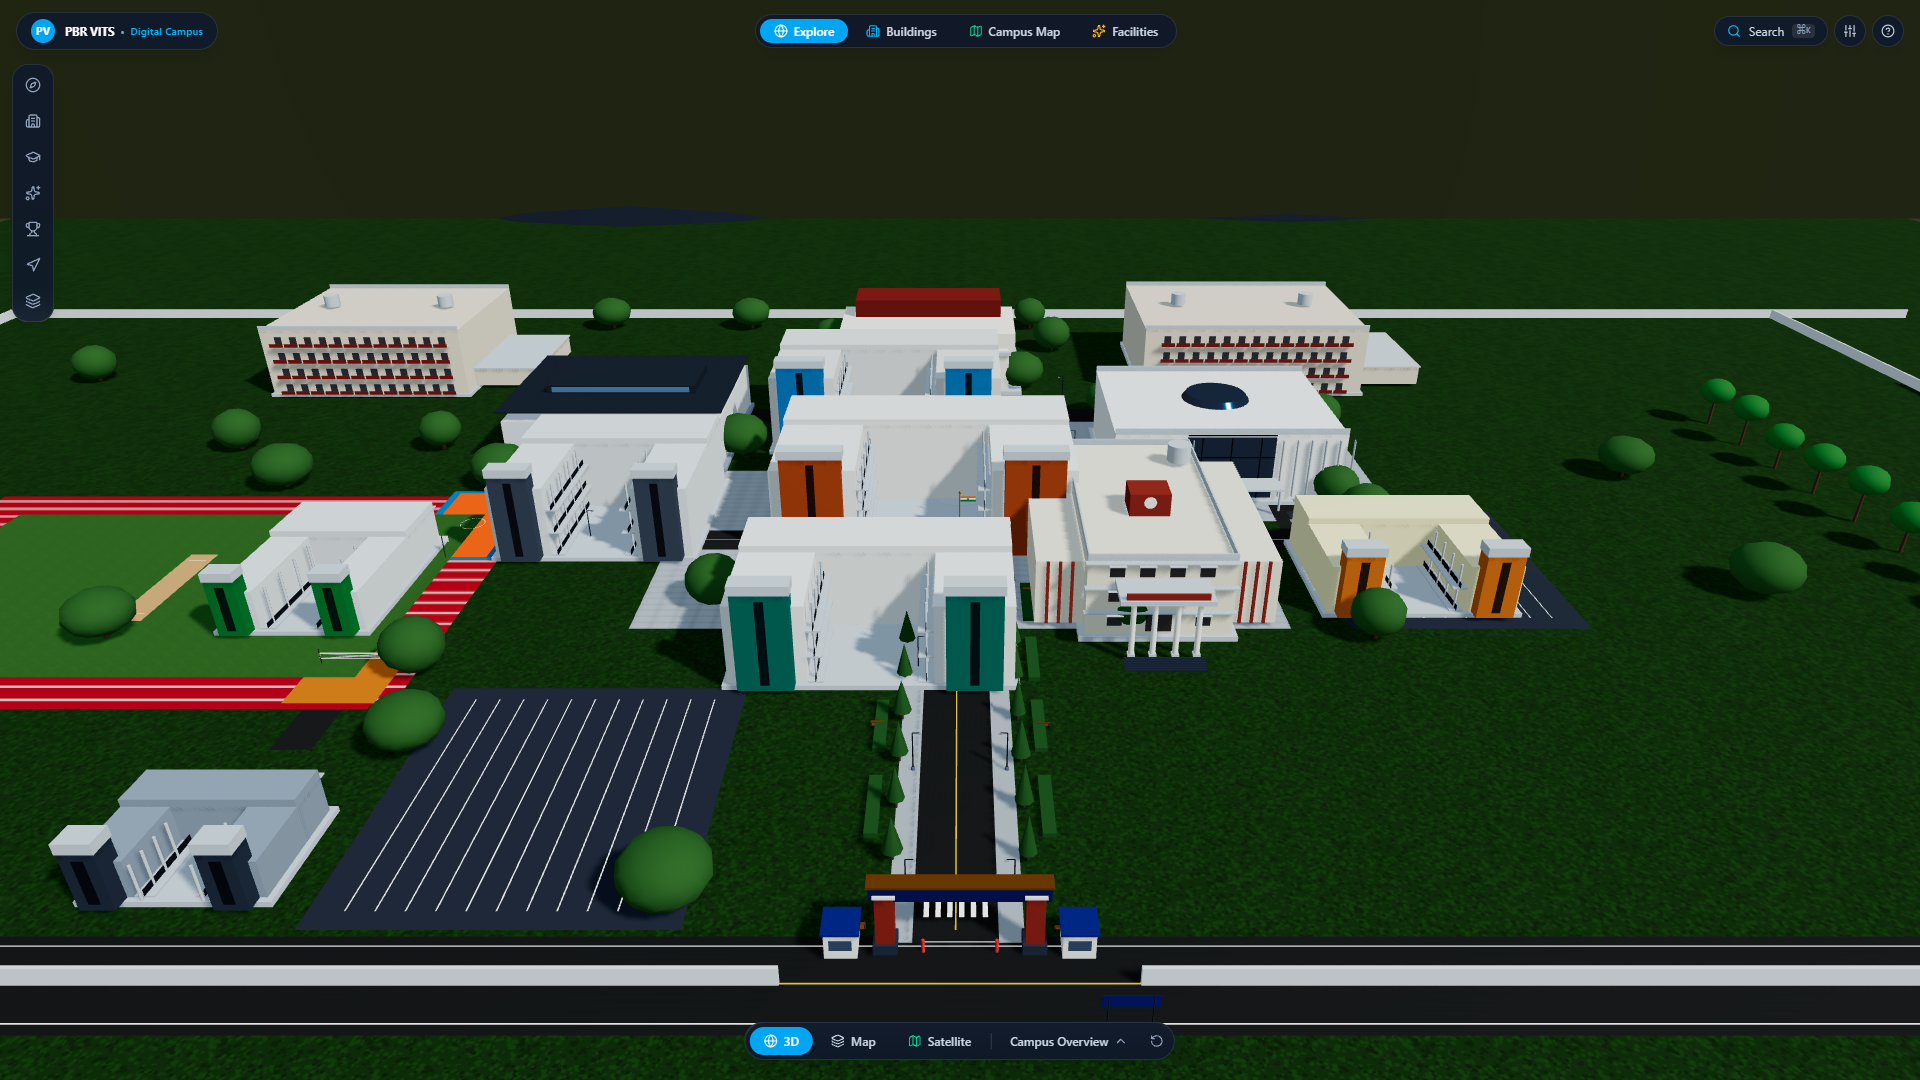 PV PBR VITS • Digital Campus
Explore
Buildings
Campus Map
Facilities
Search ⌘K
3D
Map
Satellite
Campus Overview